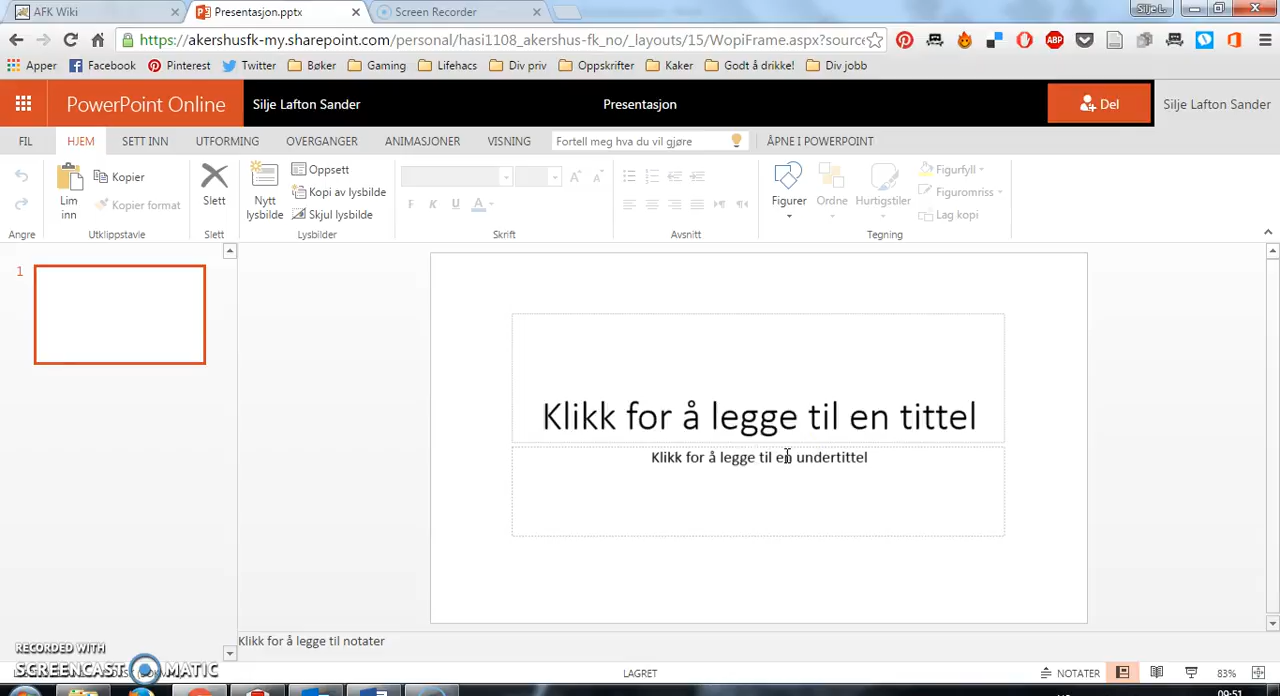 AFK Wiki
Presentasjon.pptx
Screen Recorder
Silje L.
https://akershusfk-my.sharepoint.com/personal/hasi1108_akershus-fk_no/_layouts/15/WopiFrame.aspx?source
ABP
Apper Facebook Pinterest Twitter Bøker Gaming Lifehacs Div priv Oppskrifter Kaker Godt å drikke! Div jobb
PowerPoint Online
Silje Lafton Sander
Presentasjon
Del
Silje Lafton Sander
FIL HJEM SETT INN UTFORMING OVERGANGER ANIMASJONER VISNING Fortell meg hva du vil gjøre ÅPNE I POWERPOINT
Angre
Lim inn
Kopier
Kopier format
Utklippstavle
Slett
Slett
Nytt lysbilde
Oppsett
Kopi av lysbilde
Skjul lysbilde
Lysbilder
F K U A
Skrift
Avsnitt
Figurer
Ordne
Hurtigstiler
Figurfyll
Figuromriss
Lag kopi
Tegning
1
Klikk for å legge til en tittel
Klikk for å legge til en undertittel
Klikk for å legge til notater
RECORDED WITH
SCREENCAST MATIC
LAGRET
NOTATER
83%
09:51